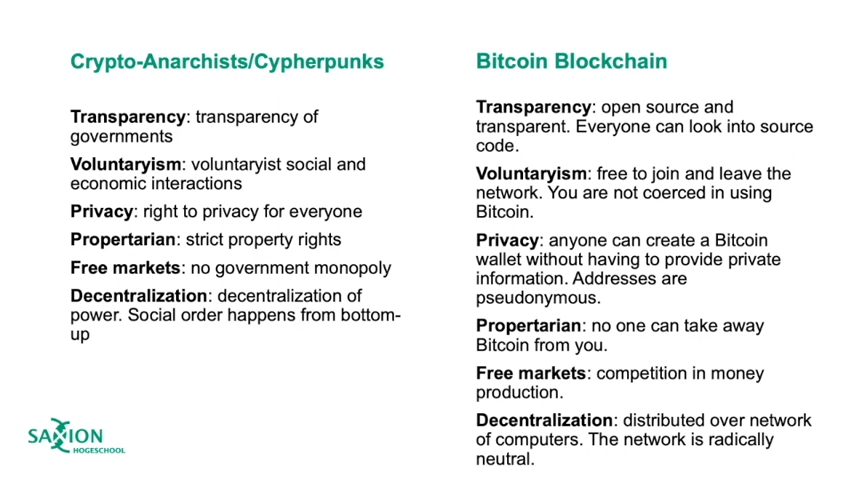 Crypto-Anarchists/Cypherpunks
Transparency: transparency of
governments
Voluntaryism: voluntaryist social and
economic interactions
Privacy: right to privacy for everyone
Propertarian: strict property rights
Free markets: no government monopoly
Decentralization: decentralization of
power. Social order happens from bottom-
up
Bitcoin Blockchain
Transparency: open source and
transparent. Everyone can look into source
code.
Voluntaryism: free to join and leave the
network. You are not coerced in using
Bitcoin.
Privacy: anyone can create a Bitcoin
wallet without having to provide private
information. Addresses are
pseudonymous.
Propertarian: no one can take away
Bitcoin from you.
Free markets: competition in money
production.
Decentralization: distributed over network
of computers. The network is radically
neutral.
SAXION
HOGESCHOOL